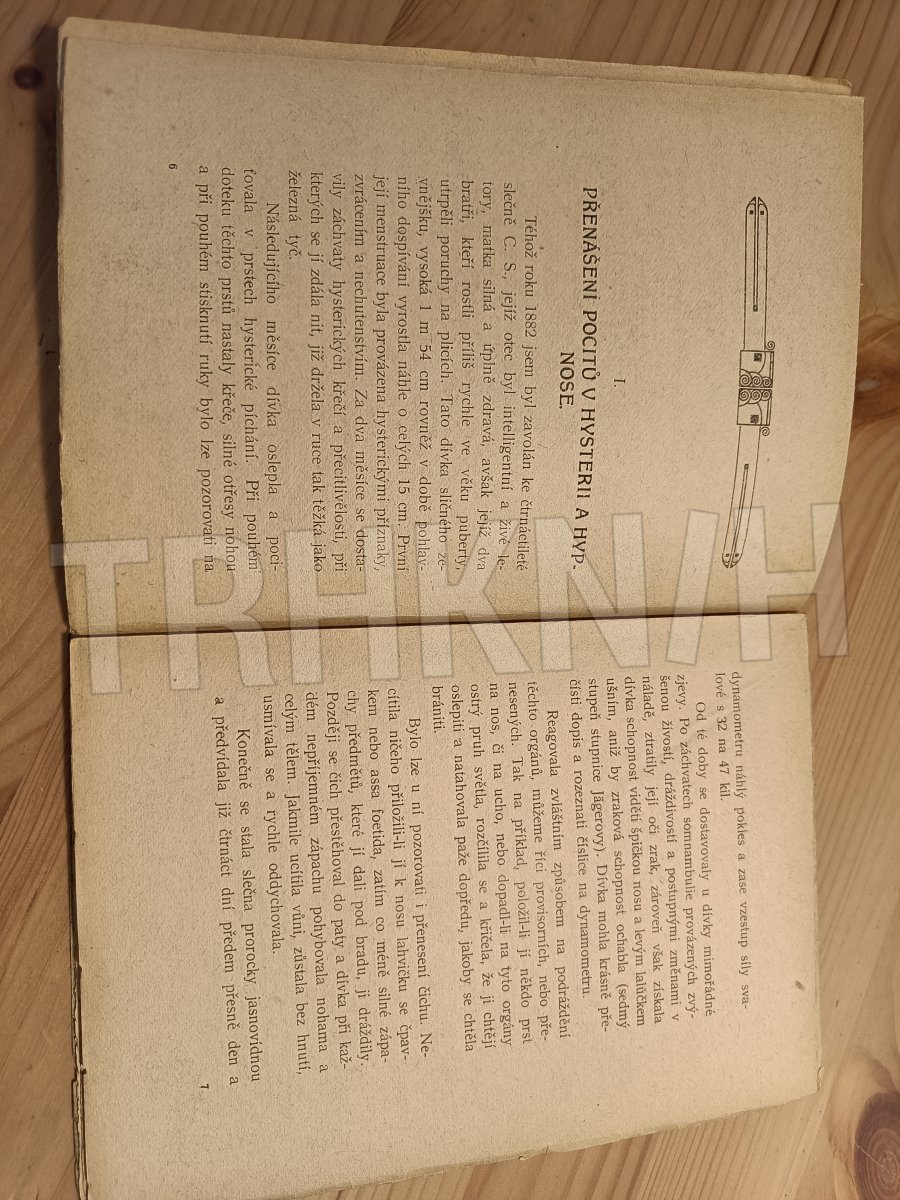 I.
PŘENÁŠENÍ POCITŮ V HYSTERII A HYP-
NOSE.
Téhož roku 1882 jsem byl zavolán ke čtrnáctileté
slečně C. S., jejíž otec byl intelligentní a živé le-
tory, matka silná a úplně zdravá, avšak jejíž dva
bratři, kteří rostli příliš rychle ve věku puberty,
utrpěli poruchy na plicích. Tato dívka sličného ze-
vnějšku, vysoká 1 m 54 cm rovněž v době pohlav-
ního dospívání vyrostla náhle o celých 15 cm. První
její menstruace byla provázena hysterickými příznaky,
zvrácením a nechutenstvím. Za dva měsíce se dosta-
vily záchvaty hysterických křečí a přecitlivělosti, při
kterých se jí zdála nit, již držela v ruce tak těžká jako
železná tyč.
Následujícího měsíce dívka oslepla a poci-
ťovala v prstech hysterické píchání. Při pouhém
doteku těchto prstů nastaly křeče, silné otřesy nohou
a při pouhém stisknutí ruky bylo lze pozorovati na
6
dynamometru náhlý pokles a zase vzestup síly sva-
lové s 32 na 47 kil.
Od té doby se dostavovaly u dívky mimořádné
zjevy. Po záchvatech somnambulie provázených zvý-
šenou živostí, dráždivostí a postupnými změnami v
náladě, ztratily její oči zrak, zároveň však získala
dívka schopnost viděti špičkou nosu a levým lalůčkem
ušním, aniž by zraková schopnost ochabla (sedmý
stupeň stupnice Jägerovy). Dívka mohla krásně pře-
čísti dopis a rozeznati číslice na dynamometru.
Reagovala zvláštním způsobem na podráždění
těchto orgánů, můžeme říci provisorních, nebo pře-
nesených. Tak na příklad, položil-li jí někdo prst
na nos, či na ucho, nebo dopadl-li na tyto orgány
ostrý pruh světla, rozčílila se a křičela, že ji chtějí
oslepiti a natahovala paže dopředu, jakoby se chtěla
brániti.
Bylo lze u ní pozorovati i přenesení čichu. Ne-
cítila ničeho přiložili-li jí k nosu lahvičku se čpav-
kem nebo assa foetida, zatím co méně silné zápa-
chy předmětů, které jí dali pod bradu, ji dráždily.
Později se čich přestěhoval do paty a dívka při kaž-
dém nepříjemném zápachu pohybovala nohama a
celým tělem. Jakmile ucítila vůni, zůstala bez hnutí,
usmívala se a rychle oddychovala.
Konečně se stala slečna prorocky jasnovidnou
a předvídala již čtrnáct dní předem přesně den a
7
TRHKN/H